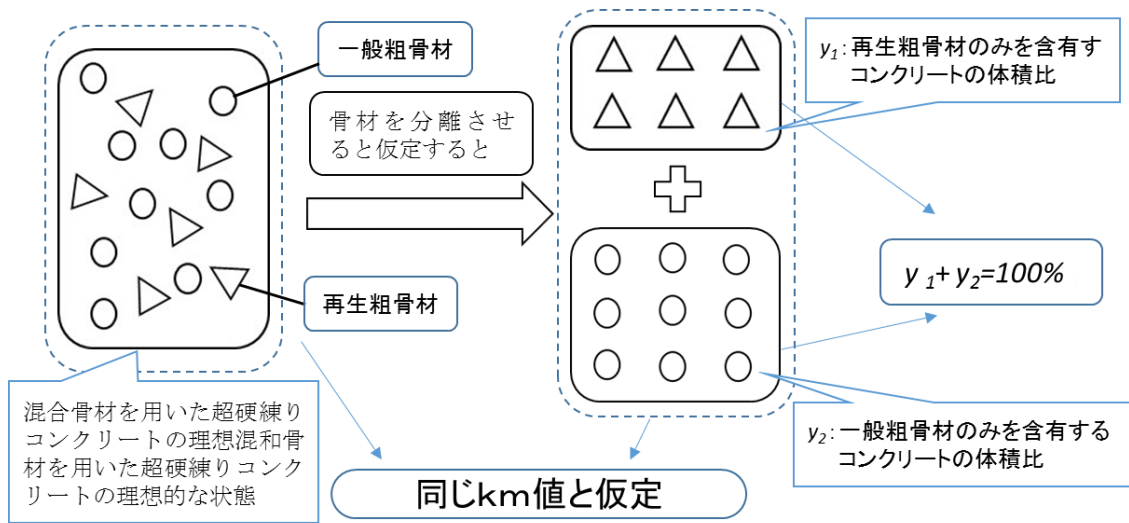 一般粗骨材
骨材を分離させ
ると仮定すると
再生粗骨材
混合骨材を用いた超硬練り
コンクリートの理想混和骨
材を用いた超硬練りコンク
リートの理想的な状態
y₁：再生粗骨材のみを含有す
コンクリートの体積比
y ₁+ y₂=100%
y₂：一般粗骨材のみを含有する
コンクリートの体積比
同じkm値と仮定